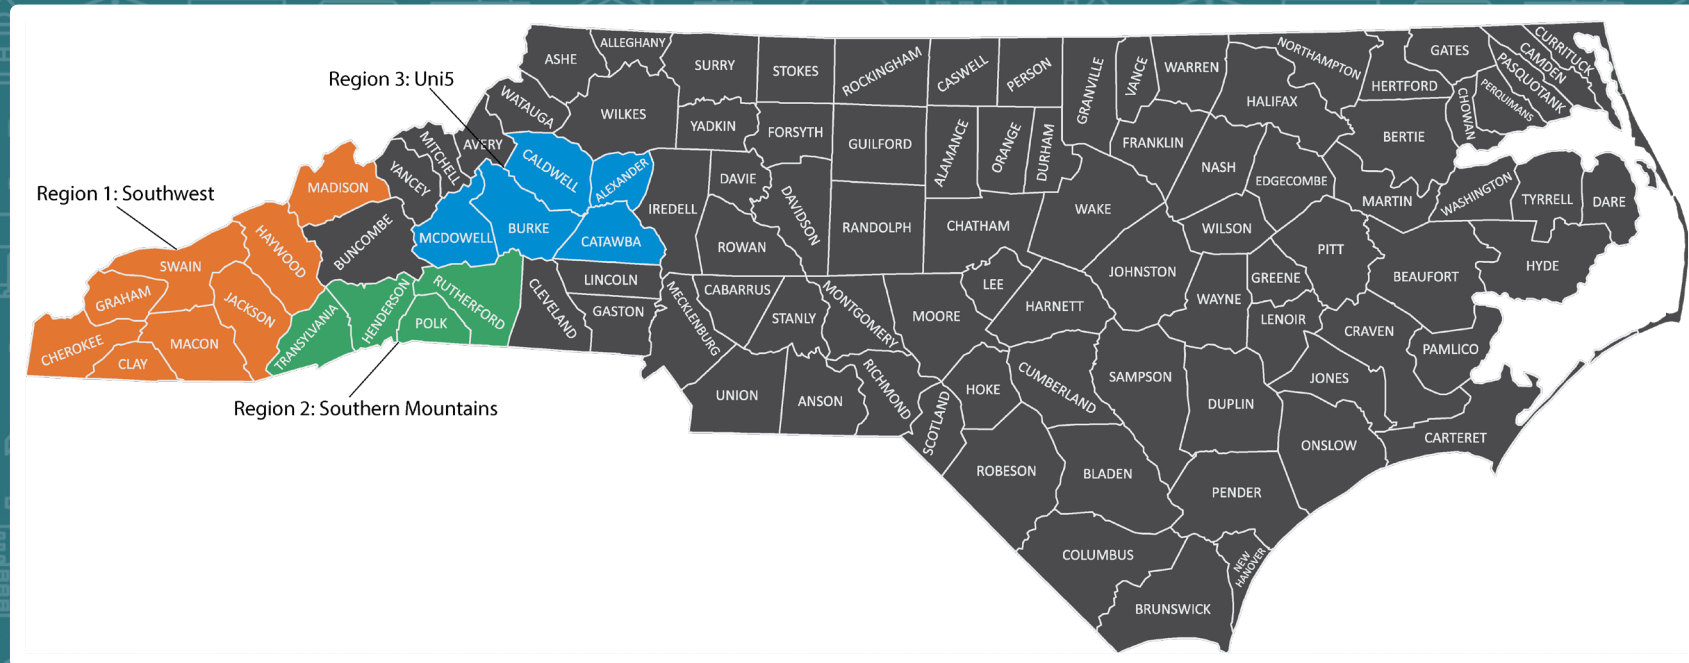 ALLEGHANY
ASHE
SURRY
STOKES
ROCKINGHAM
CASWELL
PERSON
GRANVILLE
VANCE
WARREN
NORTHAMPTON
GATES
HERTFORD
CURRITUCK
CAMDEN
PASQUOTANK
PERQUIMANS
CHOWAN
Region 3: Uni5
WATAUGA
WILKES
YADKIN
FORSYTH
GUILFORD
ALAMANCE
ORANGE
DURHAM
FRANKLIN
HALIFAX
BERTIE
MITCHELL
AVERY
YANCEY
CALDWELL
ALEXANDER
DAVIE
NASH
EDGECOMBE
MARTIN
WASHINGTON
TYRRELL
DARE
Region 1: Southwest
MADISON
HAYWOOD
BUNCOMBE
MCDOWELL
BURKE
CATAWBA
IREDELL
ROWAN
DAVIDSON
RANDOLPH
CHATHAM
WAKE
WILSON
PITT
BEAUFORT
HYDE
SWAIN
GRAHAM
JACKSON
CHEROKEE
CLAY
MACON
TRANSYLVANIA
HENDERSON
POLK
RUTHERFORD
CLEVELAND
LINCOLN
GASTON
MECKLENBURG
CABARRUS
STANLY
MONTGOMERY
MOORE
LEE
HARNETT
JOHNSTON
WAYNE
GREENE
LENOIR
CRAVEN
PAMLICO
Region 2: Southern Mountains
UNION
ANSON
RICHMOND
SCOTLAND
HOKE
CUMBERLAND
SAMPSON
DUPLIN
JONES
ONSLOW
CARTERET
ROBESON
BLADEN
PENDER
COLUMBUS
NEW
HANOVER
BRUNSWICK